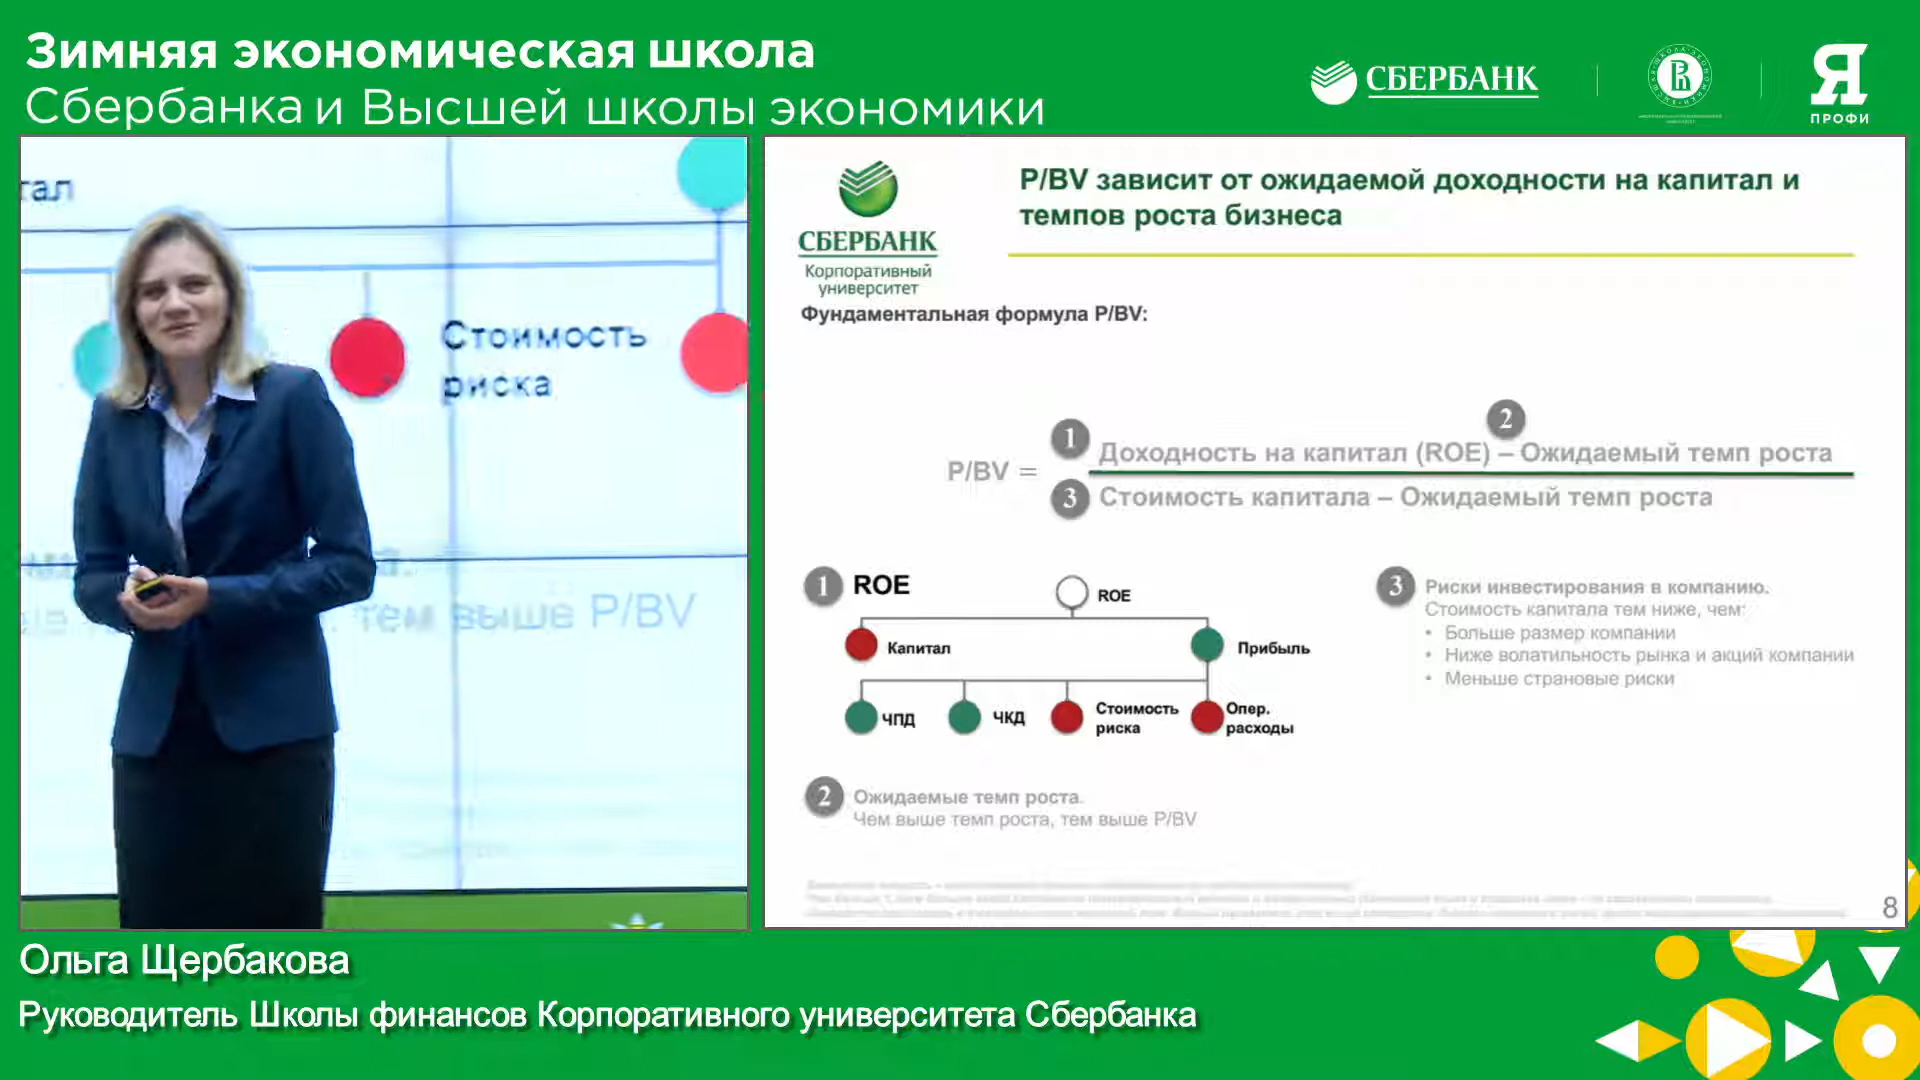 Зимняя экономическая школа
Сбербанка и Высшей школы экономики
СБЕРБАНК
ПРОФИ
тал
Стоимость
риска
тем выше P/BV
СБЕРБАНК
Корпоративный
университет
P/BV зависит от ожидаемой доходности на капитал и
темпов роста бизнеса
Фундаментальная формула P/BV:
P/BV =
1 Доходность на капитал (ROE) – 2 Ожидаемый темп роста
3 Стоимость капитала – Ожидаемый темп роста
1 ROE
ROE
Капитал
Прибыль
ЧПД
ЧКД
Стоимость
риска
Опер.
расходы
2 Ожидаемые темп роста.
Чем выше темп роста, тем выше P/BV
3 Риски инвестирования в компанию.
Стоимость капитала тем ниже, чем:
• Больше размер компании
• Ниже волатильность рынка и акций компании
• Меньше страновые риски
8
Ольга Щербакова
Руководитель Школы финансов Корпоративного университета Сбербанка